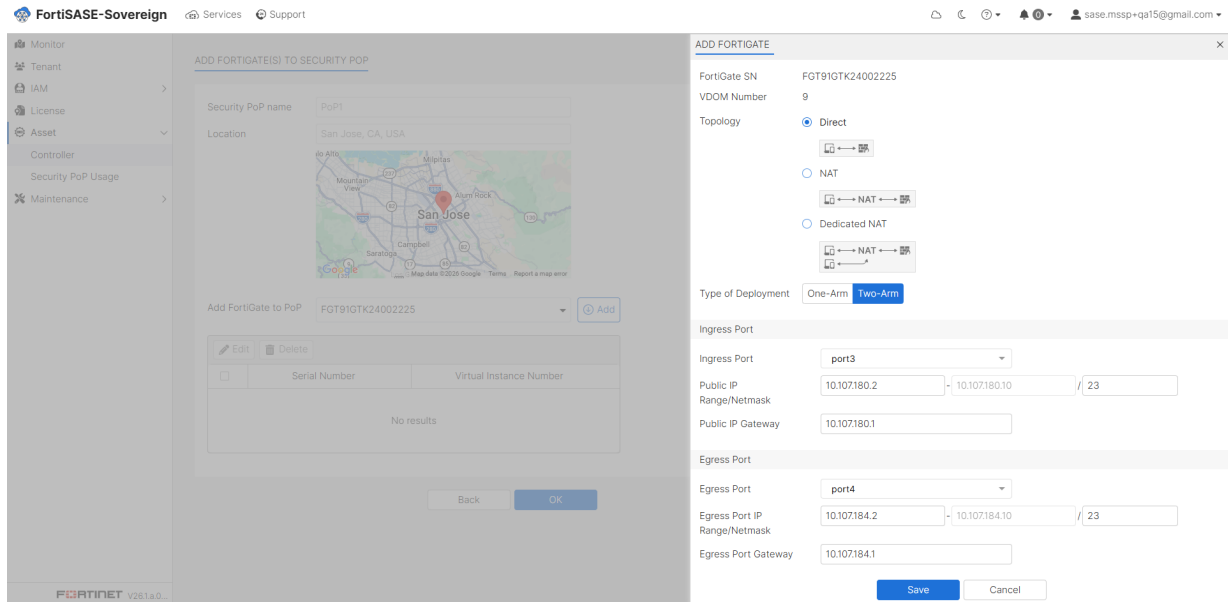 FortiSASE-Sovereign
Services
Support
0
sase.mssp+qa15@gmail.com
Monitor
Tenant
IAM
License
Asset
Controller
Security PoP Usage
Maintenance
FORTINET V26.1.a.0...
ADD FORTIGATE(S) TO SECURITY POP
Security PoP name PoP1
Location San Jose, CA, USA
Milpitas
Mountain View
Alum Rock
San Jose
Campbell
Saratoga
Google
Map data ©2026 Google Terms Report a map error
Add FortiGate to PoP FGT91GTK24002225 Add
Edit Delete
Serial Number Virtual Instance Number
No results
Back OK
ADD FORTIGATE ×
FortiGate SN FGT91GTK24002225
VDOM Number 9
Topology Direct
NAT
NAT
Dedicated NAT
NAT
Type of Deployment One-Arm Two-Arm
Ingress Port
Ingress Port port3
Public IP Range/Netmask 10.107.180.2 - 10.107.180.10 / 23
Public IP Gateway 10.107.180.1
Egress Port
Egress Port port4
Egress Port IP Range/Netmask 10.107.184.2 - 10.107.184.10 / 23
Egress Port Gateway 10.107.184.1
Save Cancel